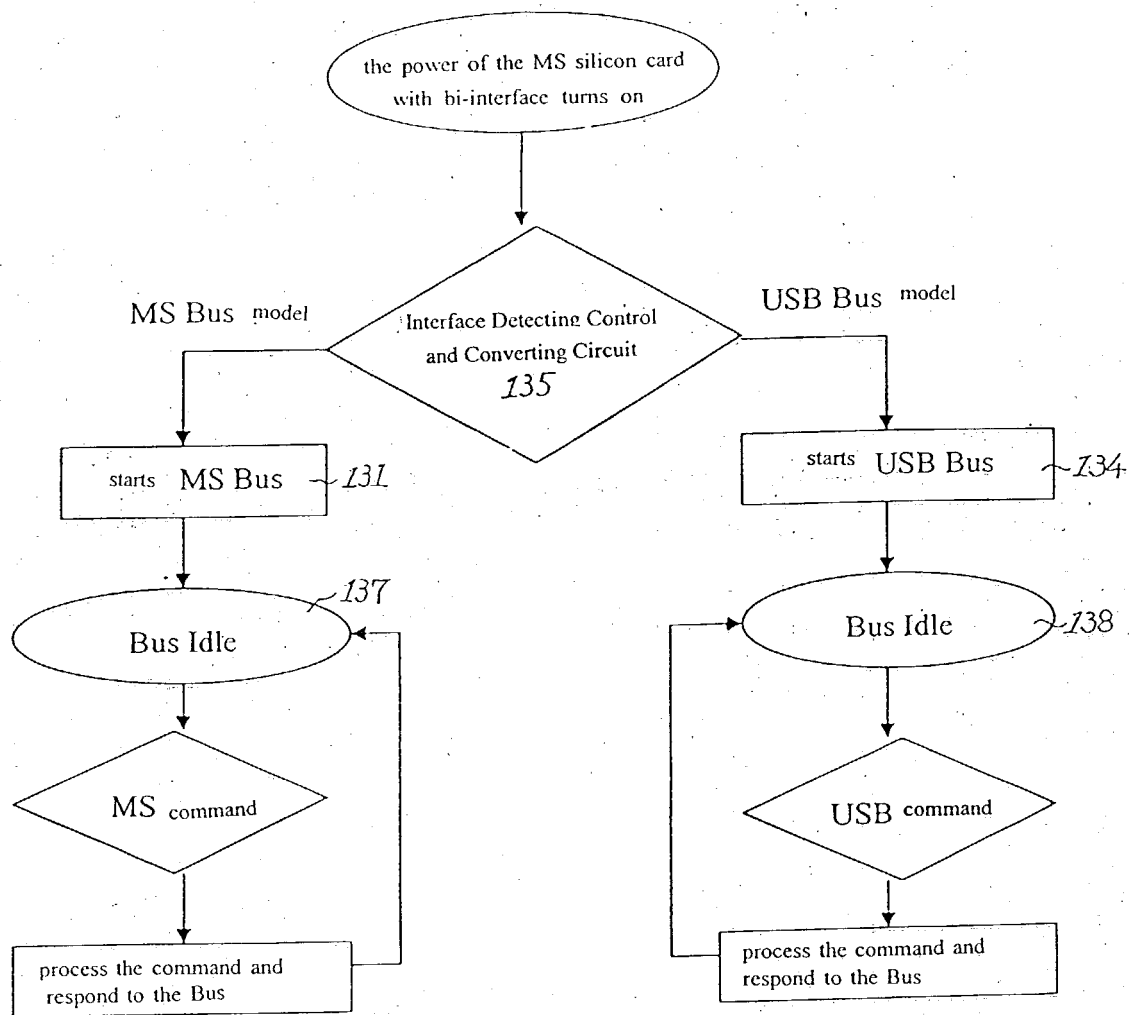 the power of the MS silicon card
with bi-interface turns on
MS Bus model
USB Bus model
Interface Detecting Control
and Converting Circuit
135
starts MS Bus
131
starts USB Bus
134
137
Bus Idle
Bus Idle
138
MS command
USB command
process the command and
respond to the Bus
process the command and
respond to the Bus